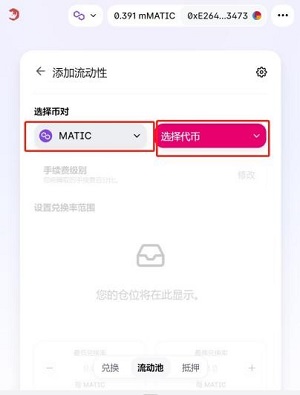 0.391 mMATIC
0xE264...3473
添加流动性
选择币对
MATIC
选择代币
手续费级别
修改
设置兑换率范围
您的仓位将在此显示。
兑换
流动池
抵押